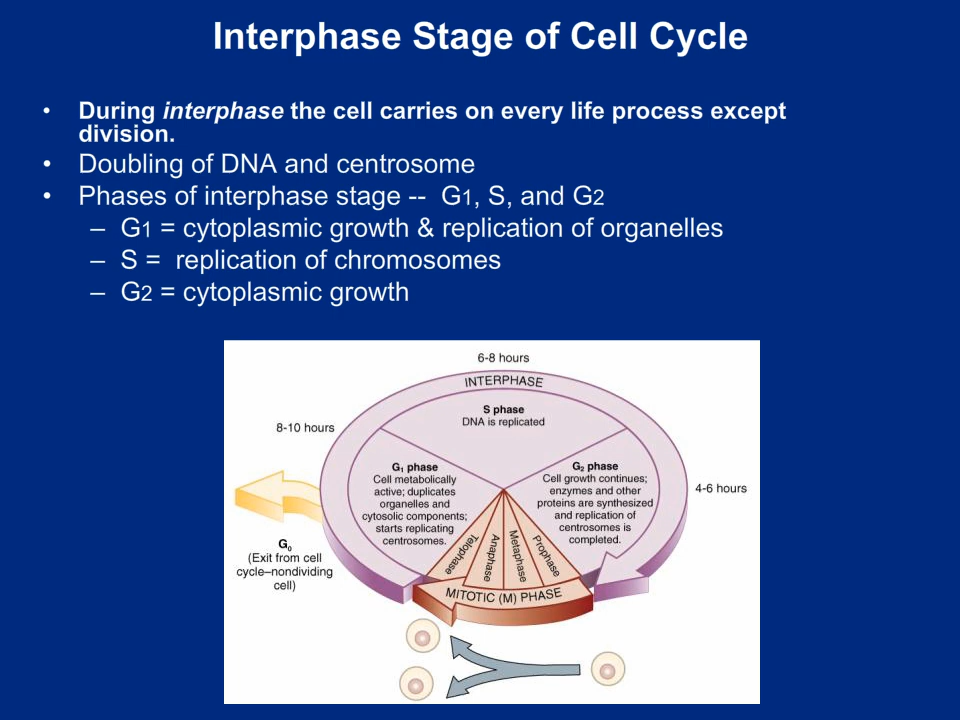 Interphase Stage of Cell Cycle
• During interphase the cell carries on every life process except
division.
• Doubling of DNA and centrosome
• Phases of interphase stage -- G1, S, and G2
– G1 = cytoplasmic growth & replication of organelles
– S = replication of chromosomes
– G2 = cytoplasmic growth
6-8 hours
INTERPHASE
S phase
DNA is replicated
8-10 hours
G1 phase
Cell metabolically
active; duplicates
organelles and
cytosolic components;
starts replicating
centrosomes.
G2 phase
Cell growth continues;
enzymes and other
proteins are synthesized
and replication of
centrosomes is
completed.
4-6 hours
G0
(Exit from cell
cycle–nondividing
cell)
Telophase
Anaphase
Metaphase
Prophase
MITOTIC (M) PHASE